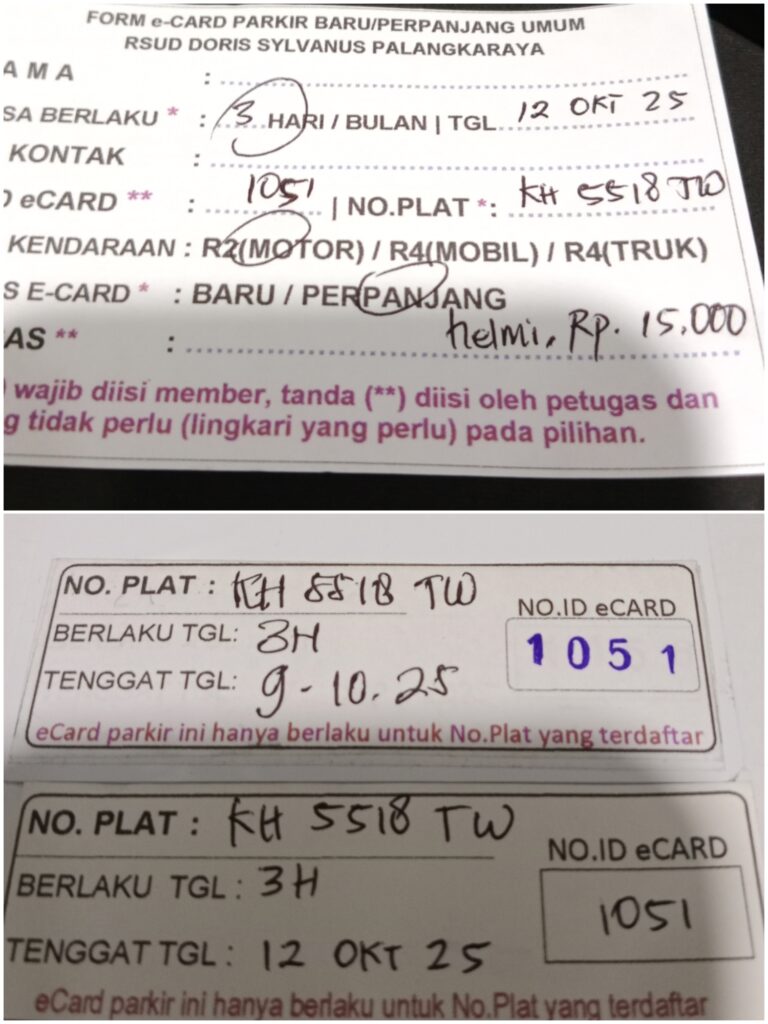 FORM e-CARD PARKIR BARU/PERPANJANG UMUM
RSUD DORIS SYLVANUS PALANGKARAYA
AMA :
SA BERLAKU * : 3 HARI / BULAN | TGL 12 OKT 25
KONTAK :
D eCARD ** : 1051 | NO.PLAT *: KH 5518 TW
KENDARAAN : R2(MOTOR) / R4(MOBIL) / R4(TRUK)
S E-CARD * : BARU / PERPANJANG
AS ** : helmi, Rp. 15.000
) wajib diisi member, tanda (**) diisi oleh petugas dan
g tidak perlu (lingkari yang perlu) pada pilihan.
NO. PLAT : KH 5518 TW
NO.ID eCARD
BERLAKU TGL: 3H
1051
TENGGAT TGL: 9-10.25
eCard parkir ini hanya berlaku untuk No.Plat yang terdaftar
NO. PLAT : KH 5518 TW
NO.ID eCARD
BERLAKU TGL : 3H
1051
TENGGAT TGL : 12 OKT 25
eCard parkir ini hanya berlaku untuk No.Plat yang terdaftar